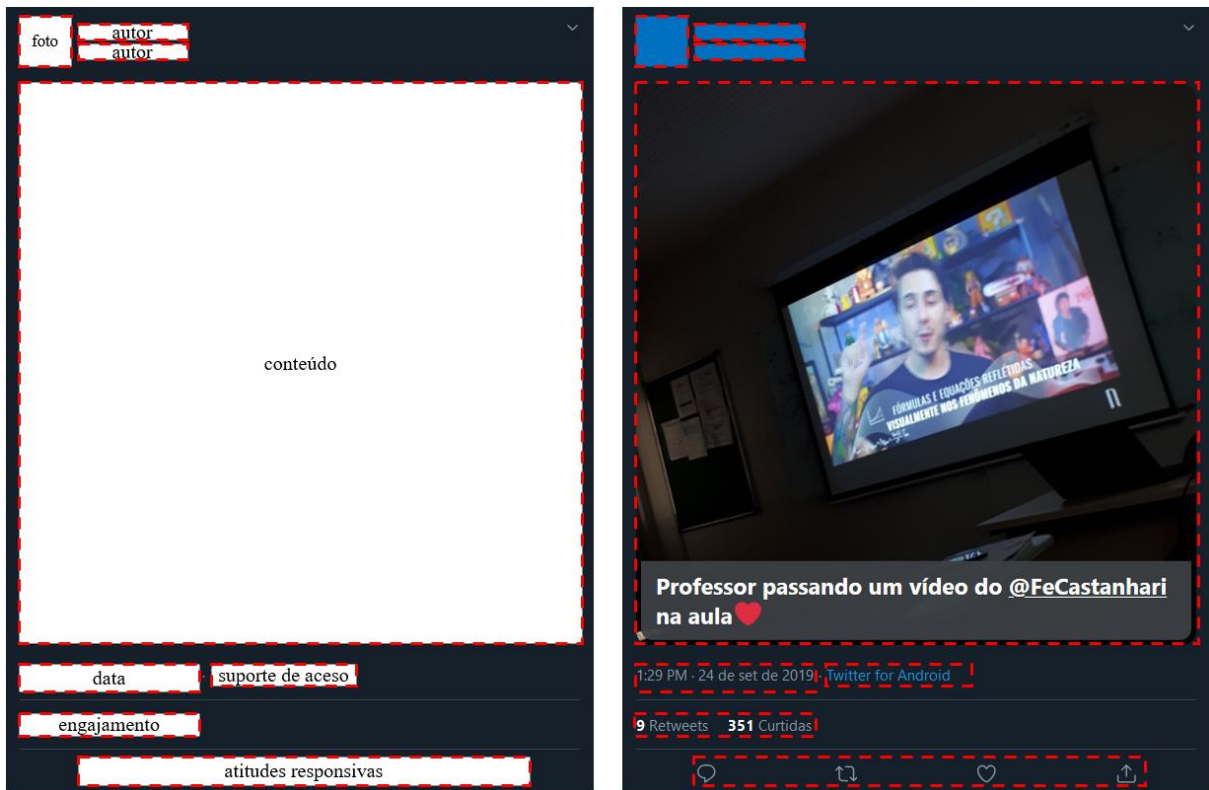 foto
autor
autor
conteúdo
data
suporte de aceso
engajamento
atitudes responsivas
FÓRMULAS E EQUAÇÕES REFLETIDAS
VISUALMENTE NOS FENÔMENOS DA NATUREZA
n
Professor passando um vídeo do @FeCastanhari
na aula
1:29 PM · 24 de set de 2019 · Twitter for Android
9 Retweets 351 Curtidas